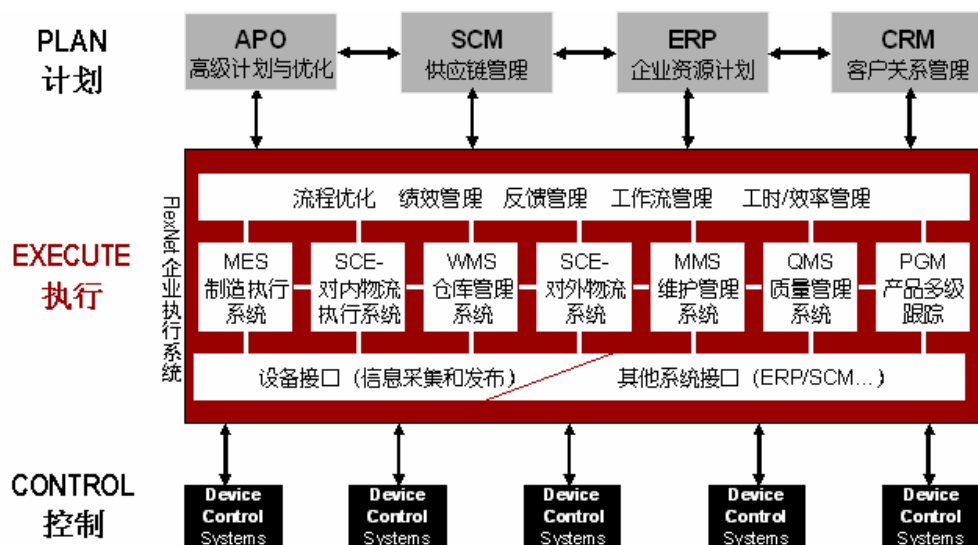 PLAN
计划
APO
高级计划与优化
SCM
供应链管理
ERP
企业资源计划
CRM
客户关系管理
FlexNet 企业执行系统
EXECUTE
执行
流程优化 绩效管理 反馈管理 工作流管理 工时/效率管理
MES
制造执行
系统
SCE-
对内物流
执行系统
WMS
仓库管理
系统
SCE-
对外物流
系统
MMS
维护管理
系统
QMS
质量管理
系统
PGM
产品多级
跟踪
设备接口（信息采集和发布）
其他系统接口（ERP/SCM…）
CONTROL
控制
Device
Control
Systems
Device
Control
Systems
Device
Control
Systems
Device
Control
Systems
Device
Control
Systems